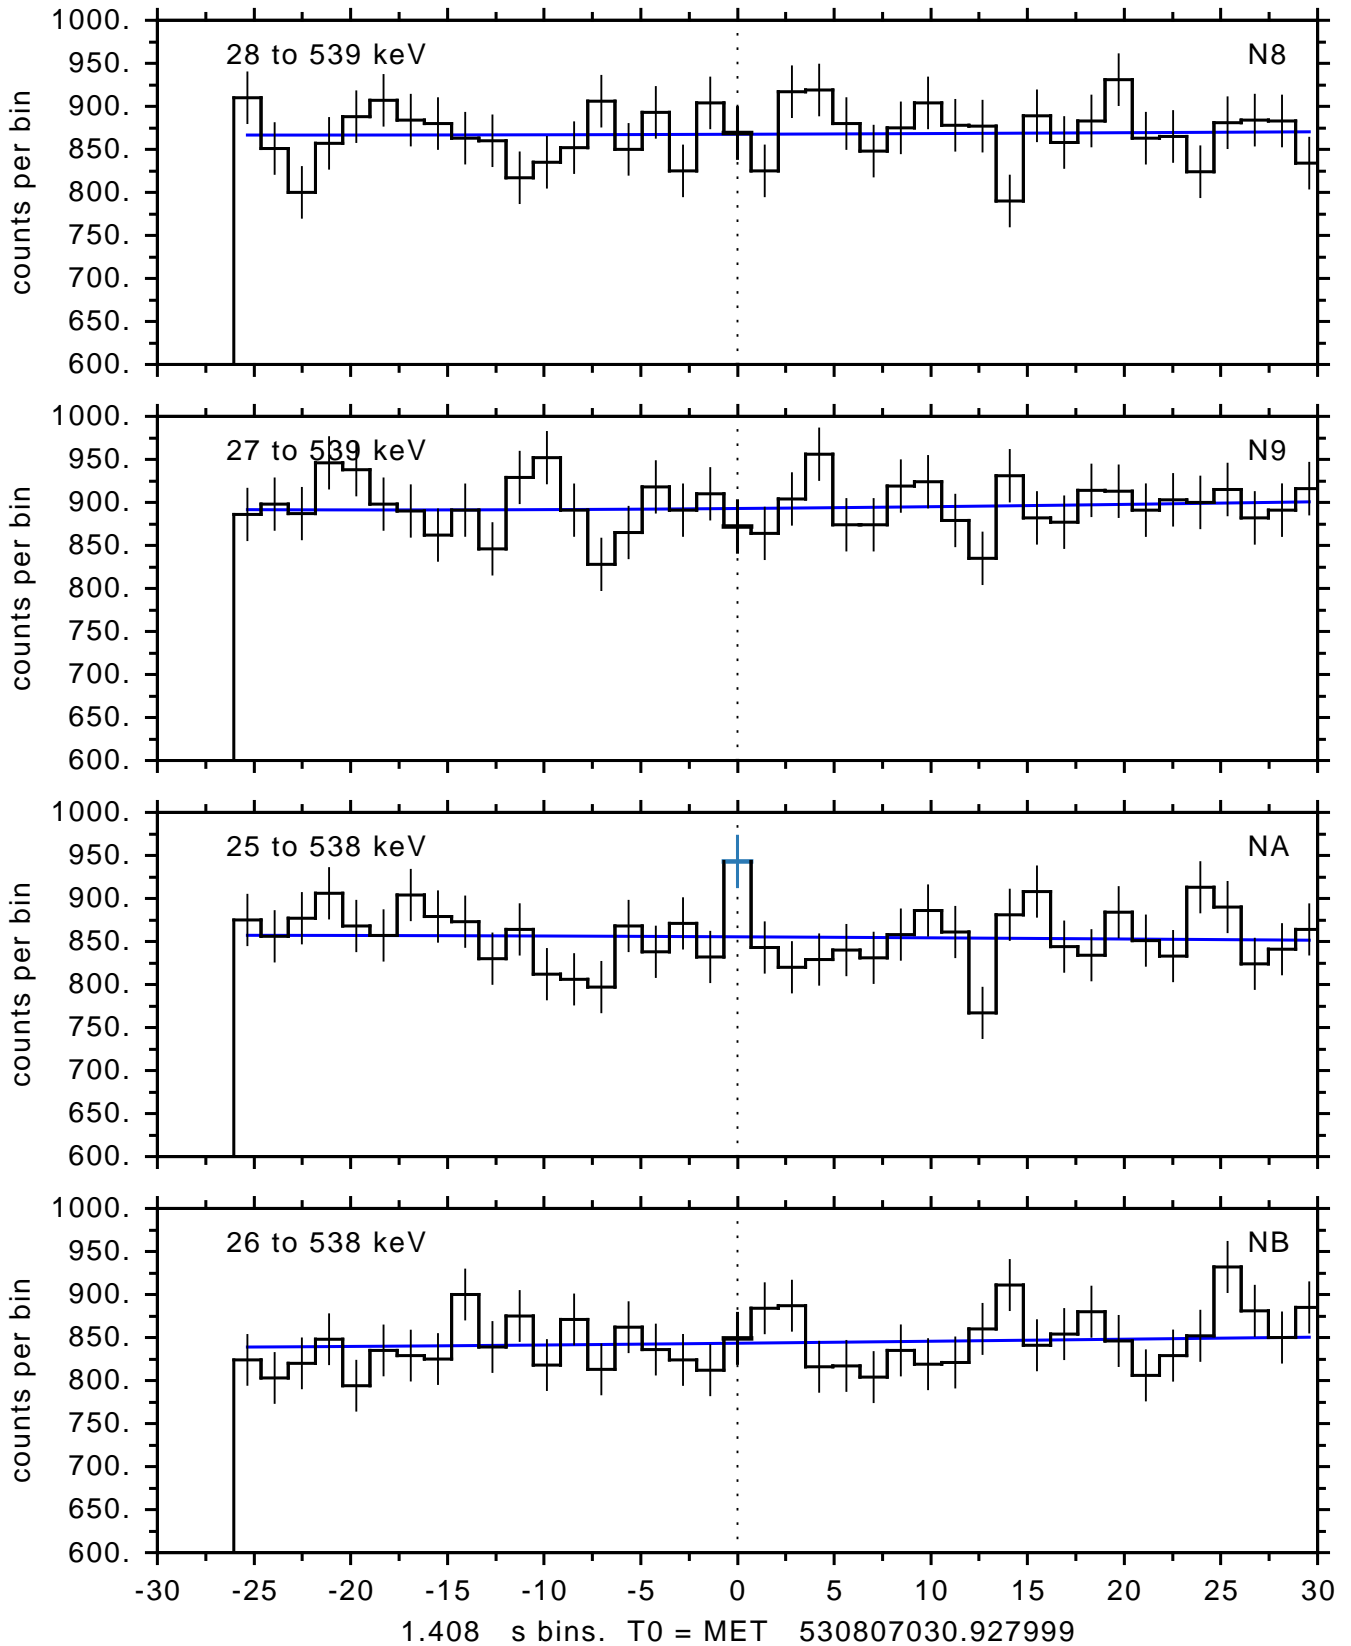 1000.
28 to 539 keV
N8
950.
900.
850.
800.
750.
700.
650.
600.
counts per bin
1000.
27 to 539 keV
N9
950.
900.
850.
800.
750.
700.
650.
600.
counts per bin
1000.
25 to 538 keV
NA
950.
900.
850.
800.
750.
700.
650.
600.
counts per bin
1000.
26 to 538 keV
NB
950.
900.
850.
800.
750.
700.
650.
600.
counts per bin
-30 -25 -20 -15 -10 -5 0 5 10 15 20 25 30
1.408 s bins. T0 = MET 530807030.927999